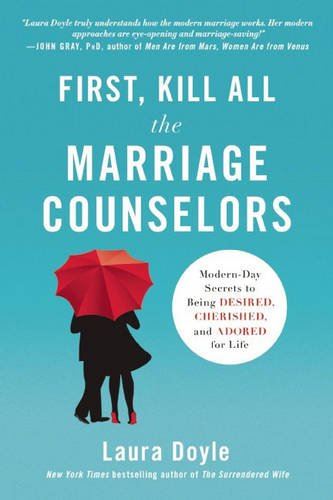 "Laura Doyle truly understands how the modern marriage works. Her modern
approaches are eye-opening and marriage-saving!"
—JOHN GRAY, PHD, author of Men Are from Mars, Women Are from Venus
FIRST, KILL ALL
the
MARRIAGE
COUNSELORS
Modern-Day
Secrets to
Being DESIRED,
CHERISHED,
and ADORED
for Life
Laura Doyle
New York Times bestselling author of The Surrendered Wife